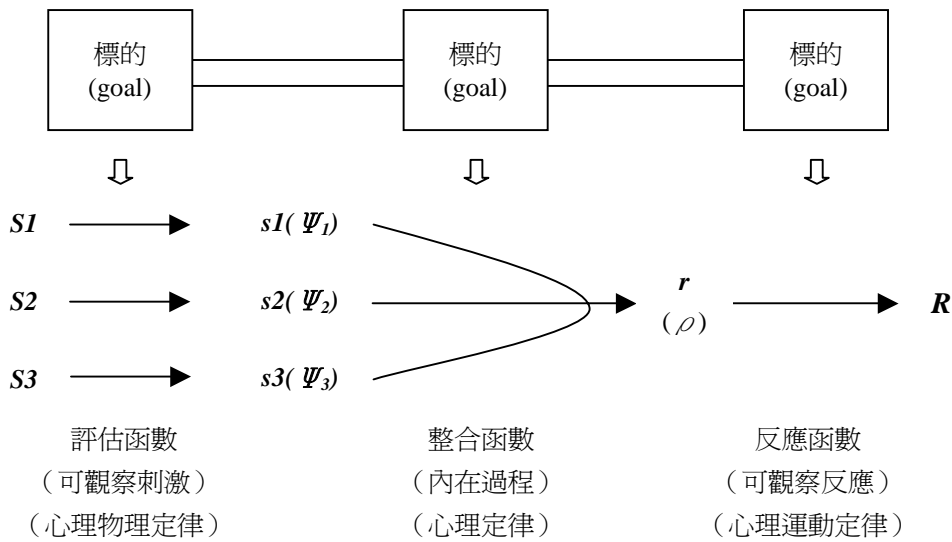 標的 標的 標的
(goal) (goal) (goal)
S1 s1(Ψ1)
S2 s2(Ψ2) r R
(ρ)
S3 s3(Ψ3)
評估函數 整合函數 反應函數
（可觀察刺激） （內在過程） （可觀察反應）
（心理物理定律） （心理定律） （心理運動定律）